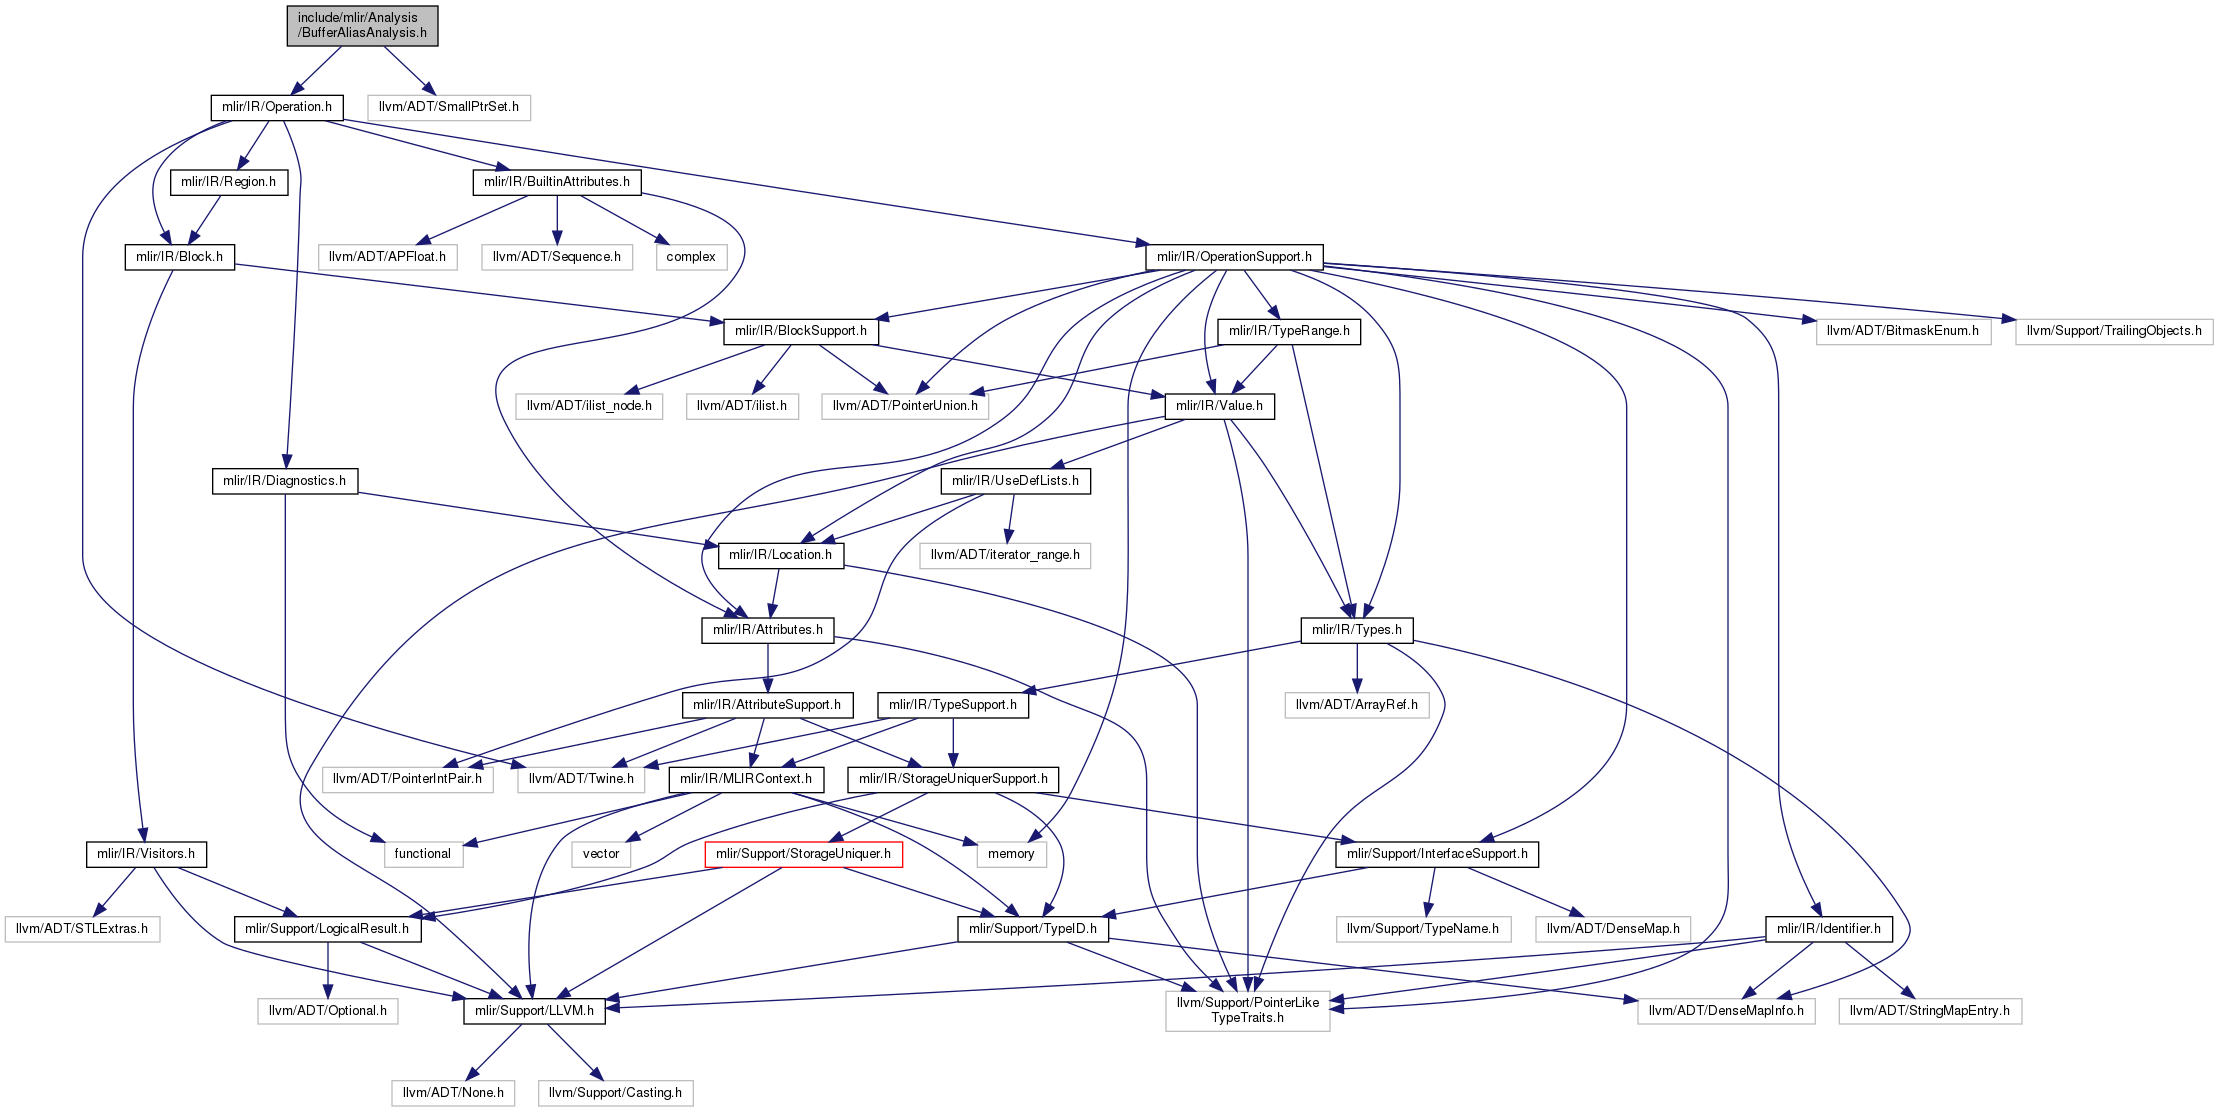 include/mlir/Analysis
/BufferAliasAnalysis.h
mlir/IR/Operation.h
llvm/ADT/SmallPtrSet.h
mlir/IR/Region.h
mlir/IR/BuiltinAttributes.h
mlir/IR/Block.h
llvm/ADT/APFloat.h
llvm/ADT/Sequence.h
complex
mlir/IR/OperationSupport.h
mlir/IR/BlockSupport.h
mlir/IR/TypeRange.h
llvm/ADT/BitmaskEnum.h
llvm/Support/TrailingObjects.h
llvm/ADT/ilist_node.h
llvm/ADT/ilist.h
llvm/ADT/PointerUnion.h
mlir/IR/Value.h
mlir/IR/Diagnostics.h
mlir/IR/UseDefLists.h
mlir/IR/Location.h
llvm/ADT/iterator_range.h
mlir/IR/Attributes.h
mlir/IR/Types.h
mlir/IR/AttributeSupport.h
mlir/IR/TypeSupport.h
llvm/ADT/ArrayRef.h
llvm/ADT/PointerIntPair.h
llvm/ADT/Twine.h
mlir/IR/MLIRContext.h
mlir/IR/StorageUniquerSupport.h
mlir/IR/Visitors.h
functional
vector
mlir/Support/StorageUniquer.h
memory
mlir/Support/InterfaceSupport.h
llvm/ADT/STLExtras.h
mlir/Support/LogicalResult.h
mlir/Support/TypeID.h
llvm/Support/TypeName.h
llvm/ADT/DenseMap.h
mlir/IR/Identifier.h
llvm/ADT/Optional.h
mlir/Support/LLVM.h
llvm/Support/PointerLike
TypeTraits.h
llvm/ADT/DenseMapInfo.h
llvm/ADT/StringMapEntry.h
llvm/ADT/None.h
llvm/Support/Casting.h